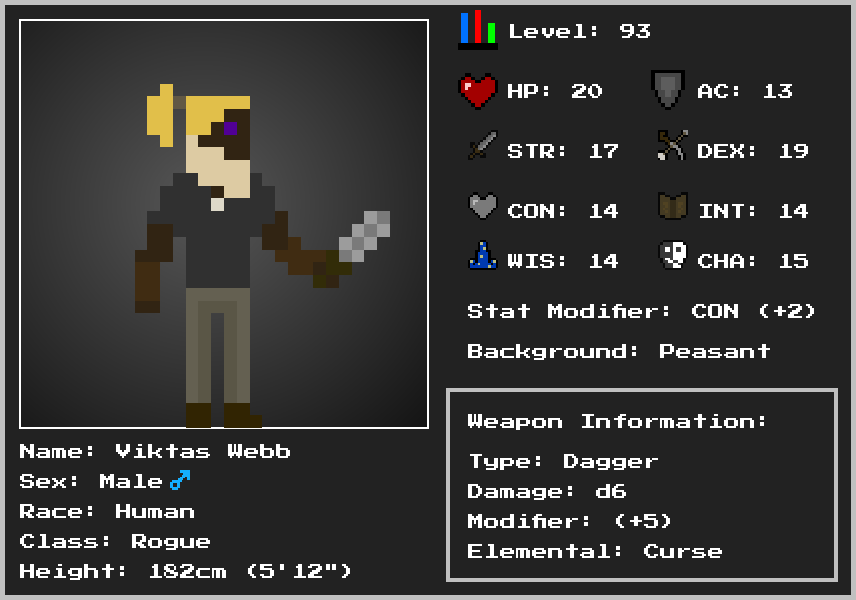 Level: 93
HP: 20 AC: 13
STR: 17 DEX: 19
CON: 14 INT: 14
WIS: 14 CHA: 15
Stat Modifier: CON (+2)
Background: Peasant
Weapon Information:
Type: Dagger
Damage: d6
Modifier: (+5)
Elemental: Curse
Name: Viktas Webb
Sex: Male ♂
Race: Human
Class: Rogue
Height: 182cm (5'12")